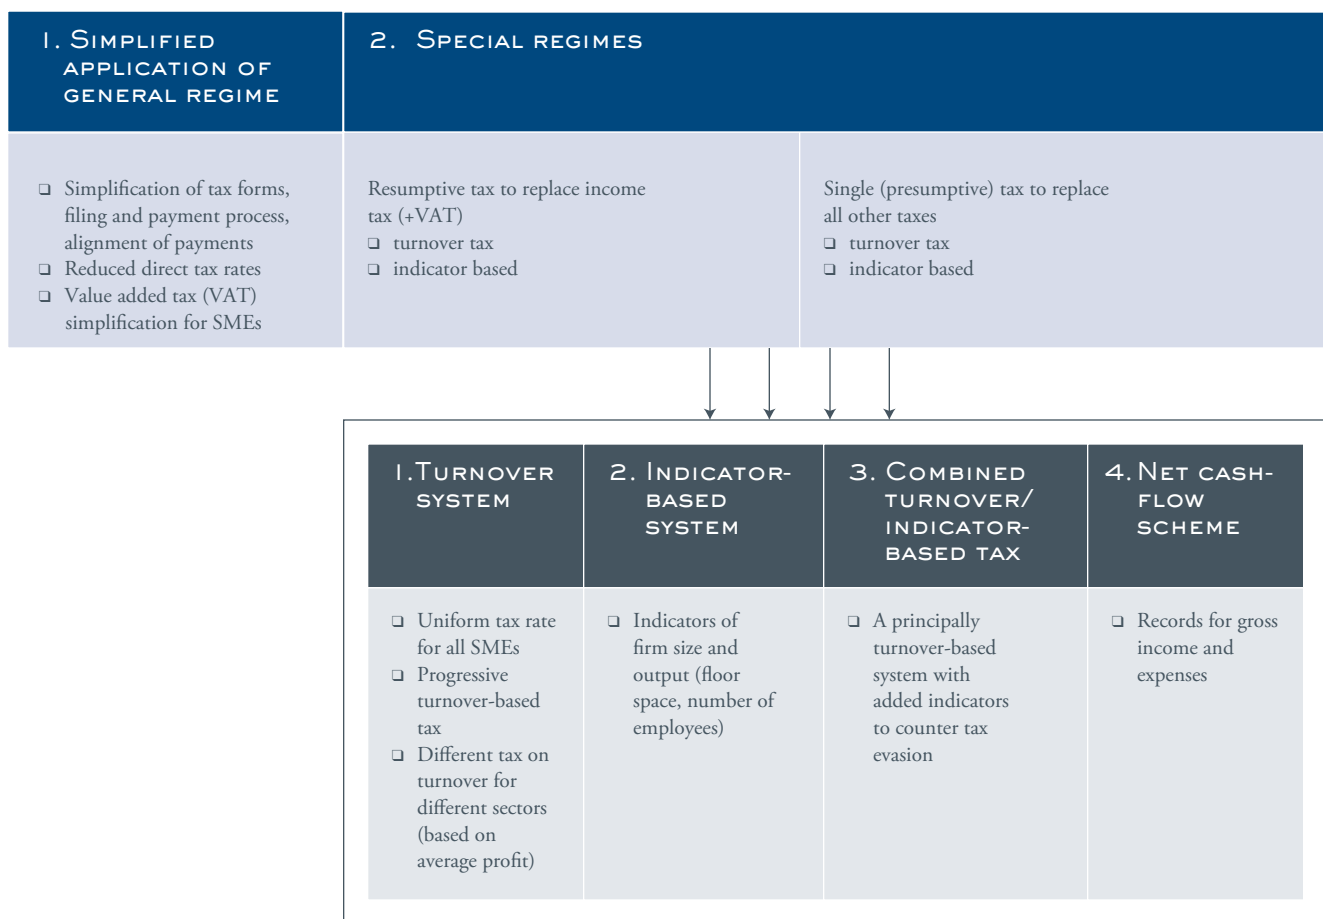 1. Simplified
application of
general regime
2. Special regimes
❑ Simplification of tax forms,
filing and payment process,
alignment of payments
❑ Reduced direct tax rates
❑ Value added tax (VAT)
simplification for SMEs
Resumptive tax to replace income
tax (+VAT)
❑ turnover tax
❑ indicator based
Single (presumptive) tax to replace
all other taxes
❑ turnover tax
❑ indicator based
1. Turnover
system
2. Indicator-
based
system
3. Combined
turnover/
indicator-
based tax
4. Net cash-
flow
scheme
❑ Uniform tax rate
for all SMEs
❑ Progressive
turnover-based
tax
❑ Different tax on
turnover for
different sectors
(based on
average profit)
❑ Indicators of
firm size and
output (floor
space, number of
employees)
❑ A principally
turnover-based
system with
added indicators
to counter tax
evasion
❑ Records for gross
income and
expenses